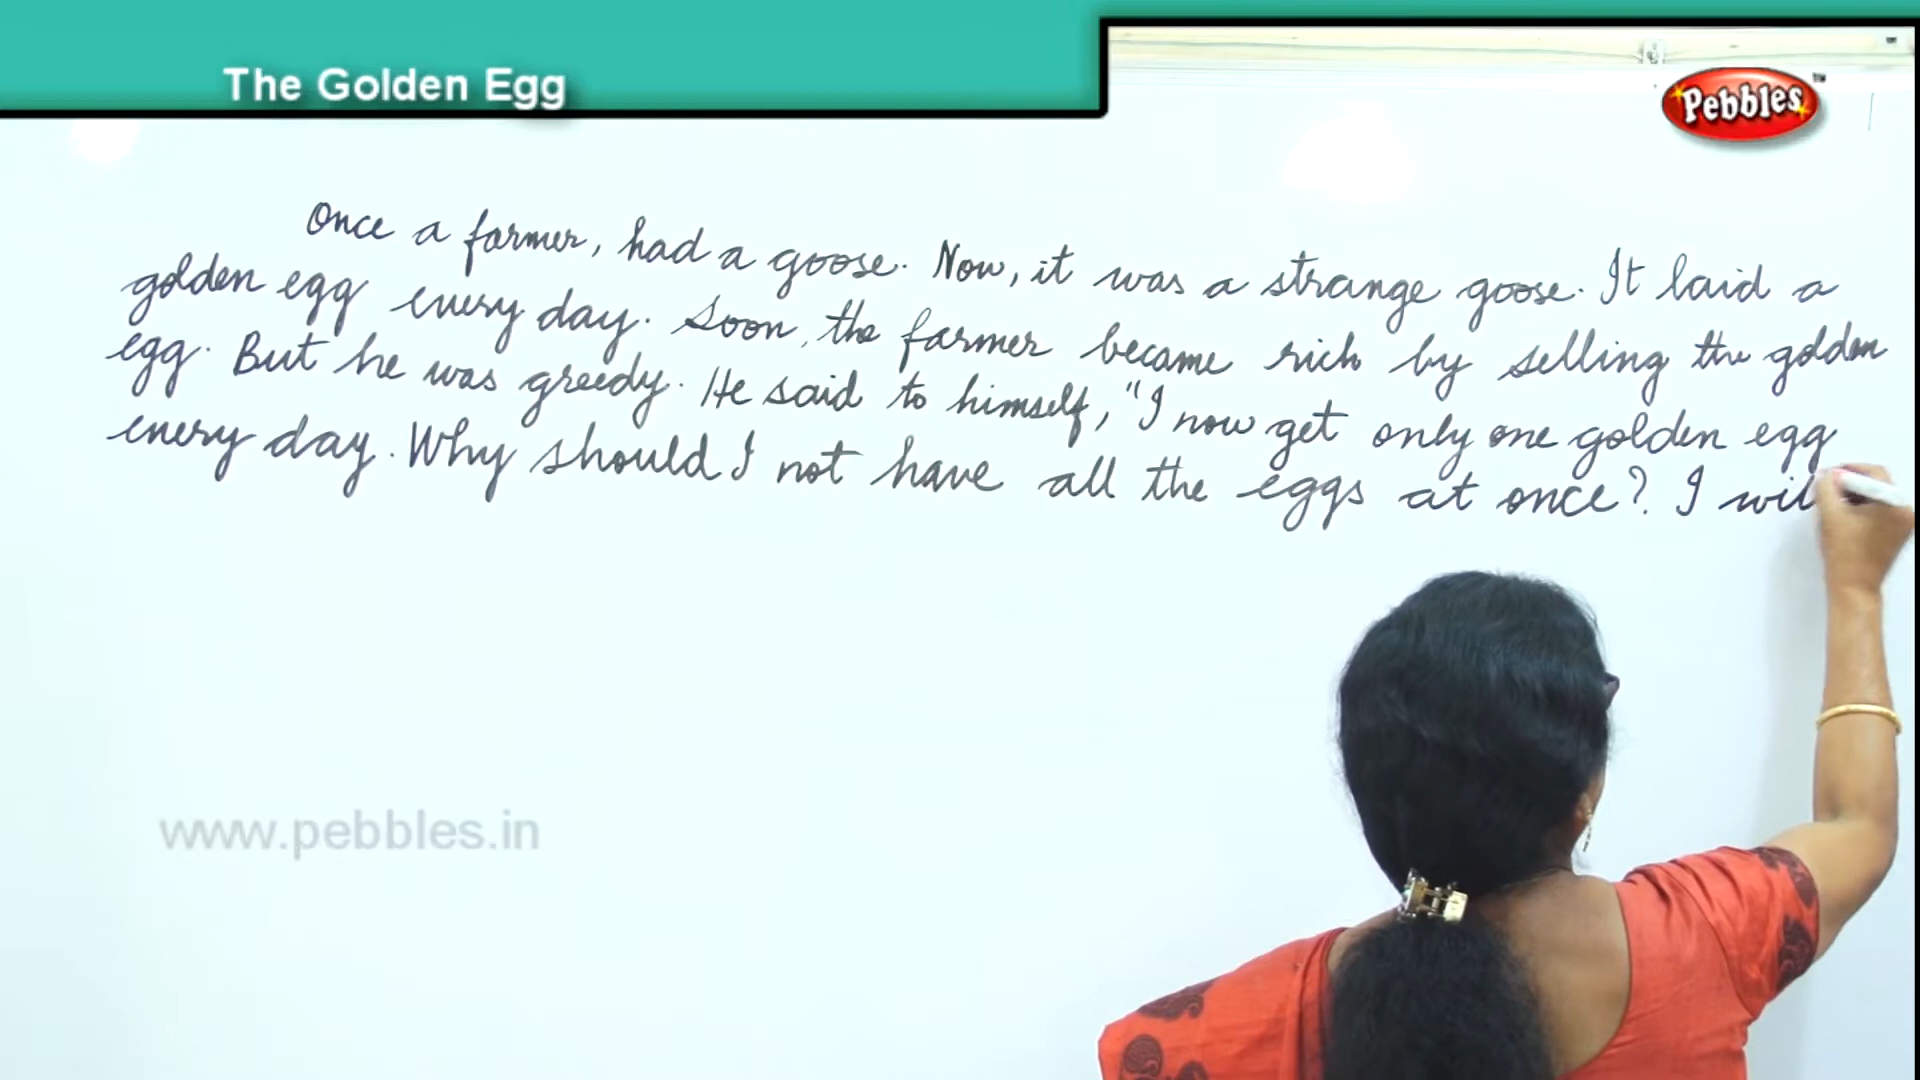 The Golden Egg
Pebbles™
Once a farmer, had a goose. Now, it was a strange goose. It laid a
golden egg every day. Soon, the farmer became rich by selling the golden
egg. But he was greedy. He said to himself, "I now get only one golden egg
every day. Why should I not have all the eggs at once? I wil
www.pebbles.in